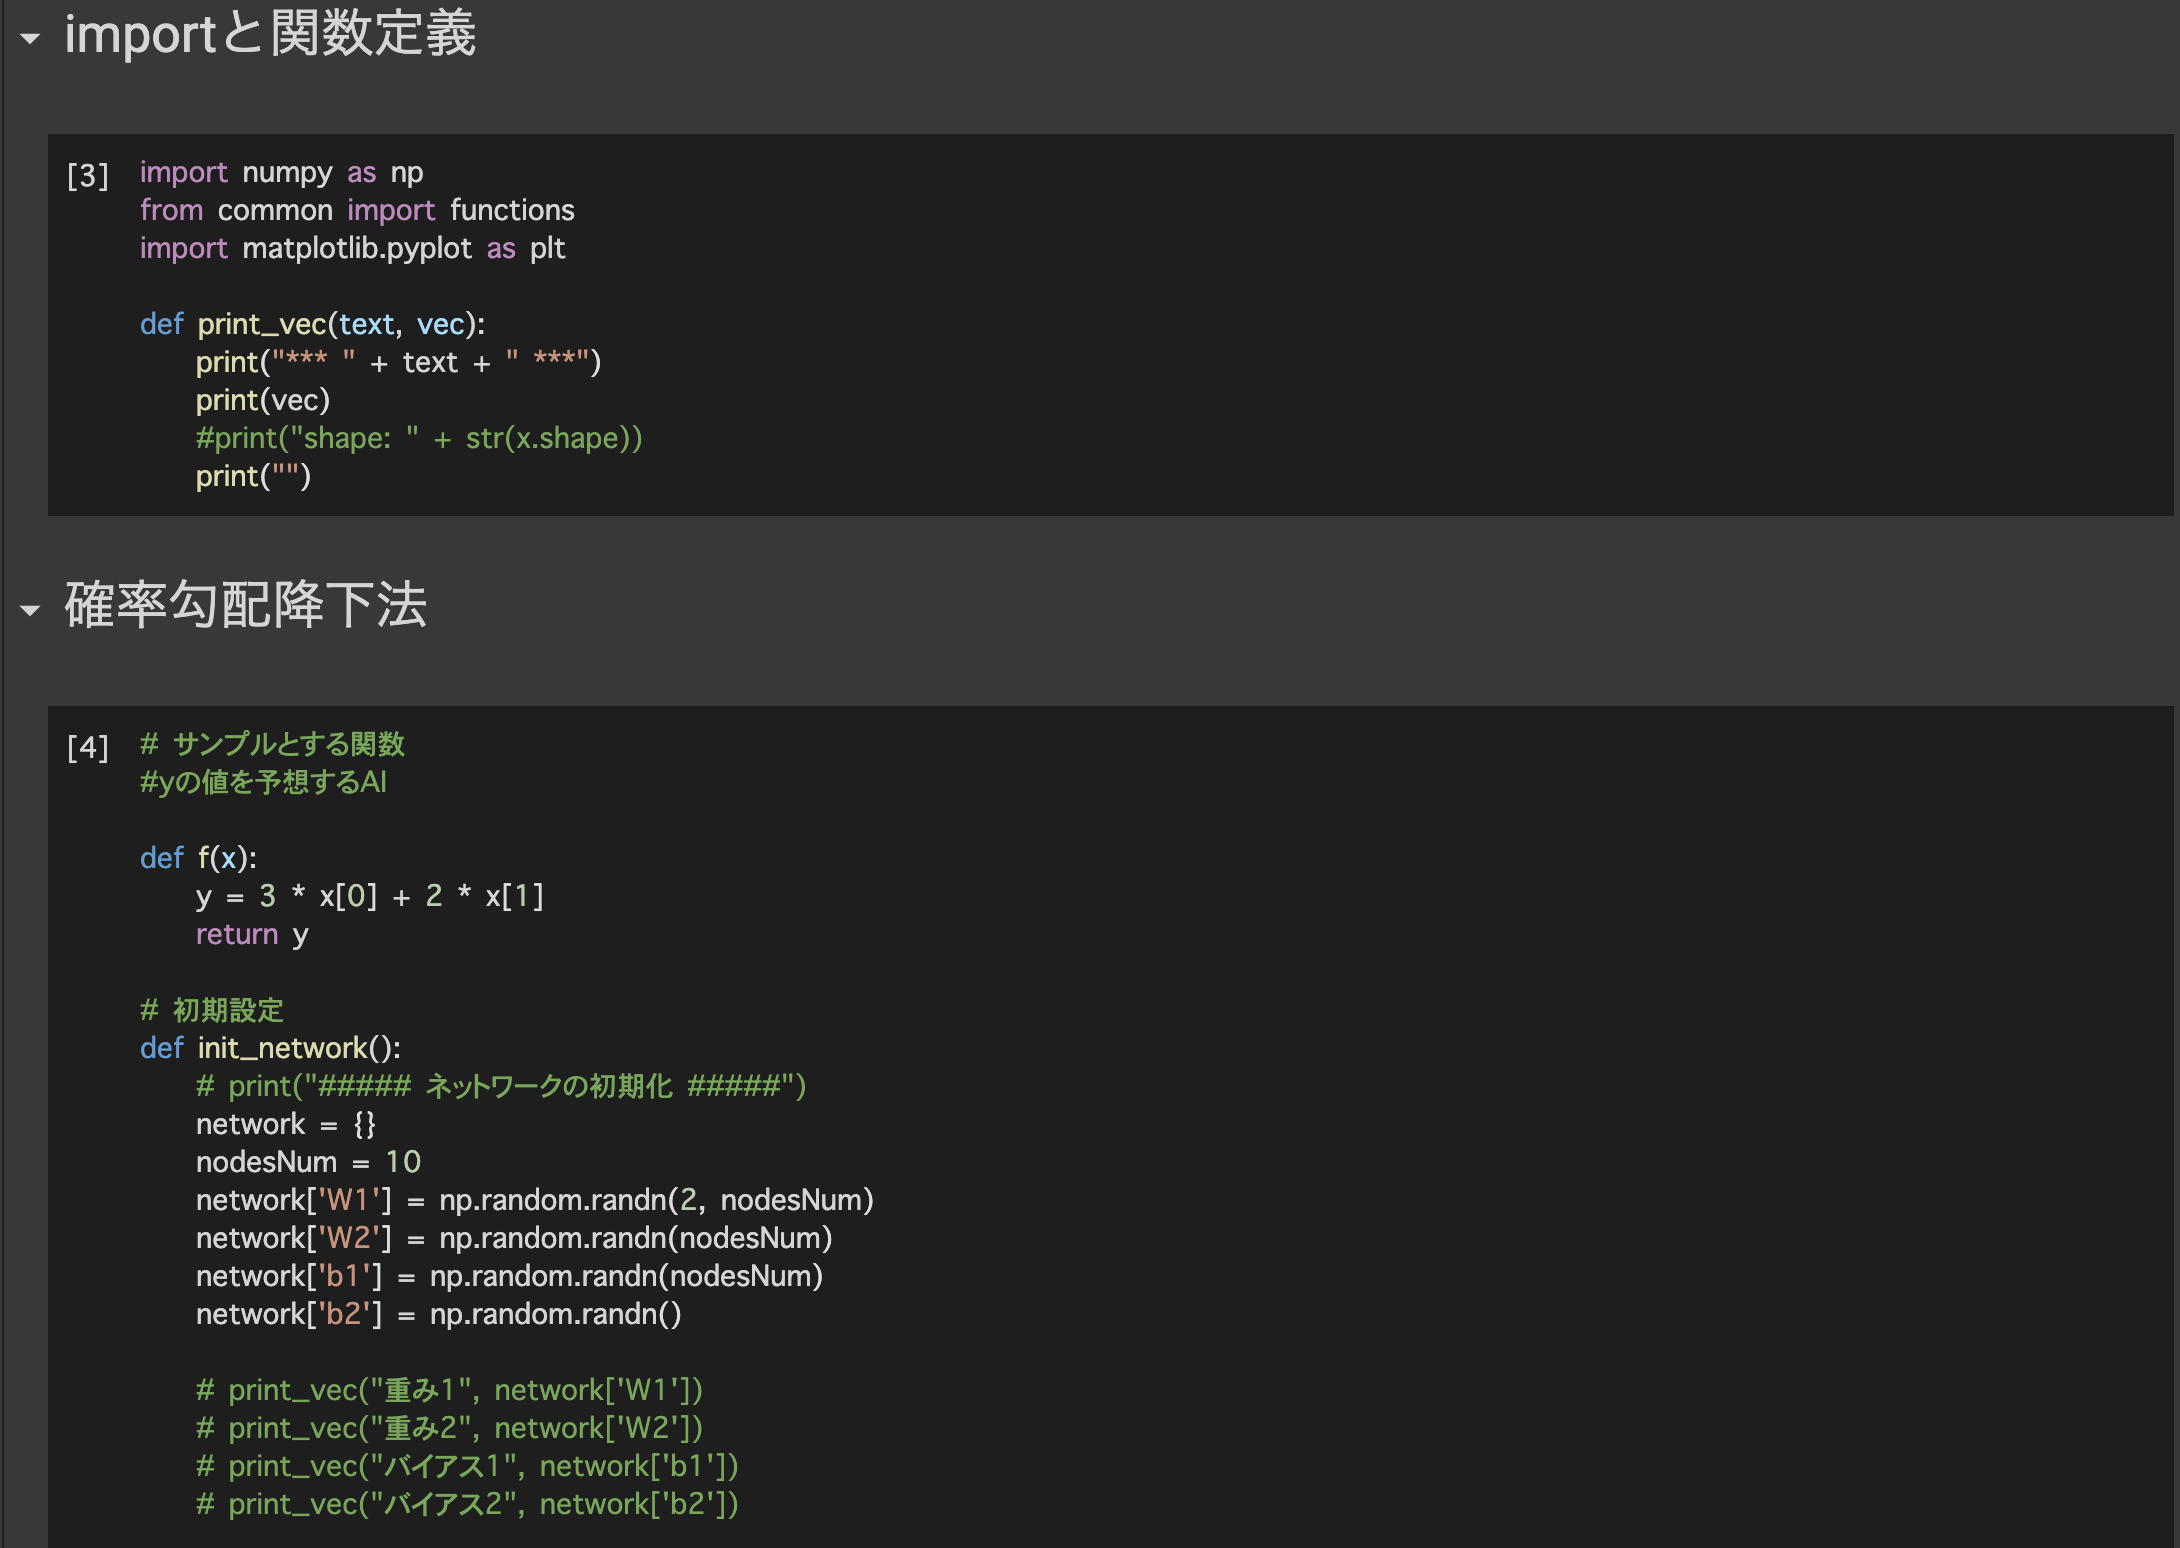 importと関数定義
[3]
import numpy as np
from common import functions
import matplotlib.pyplot as plt
def print_vec(text, vec):
    print("*** " + text + " ***")
    print(vec)
    #print("shape: " + str(x.shape))
    print("")
確率勾配降下法
[4]
# サンプルとする関数
#yの値を予想するAI
def f(x):
    y = 3 * x[0] + 2 * x[1]
    return y
# 初期設定
def init_network():
    # print("##### ネットワークの初期化 #####")
    network = {}
    nodesNum = 10
    network['W1'] = np.random.randn(2, nodesNum)
    network['W2'] = np.random.randn(nodesNum)
    network['b1'] = np.random.randn(nodesNum)
    network['b2'] = np.random.randn()
    # print_vec("重み1", network['W1'])
    # print_vec("重み2", network['W2'])
    # print_vec("バイアス1", network['b1'])
    # print_vec("バイアス2", network['b2'])